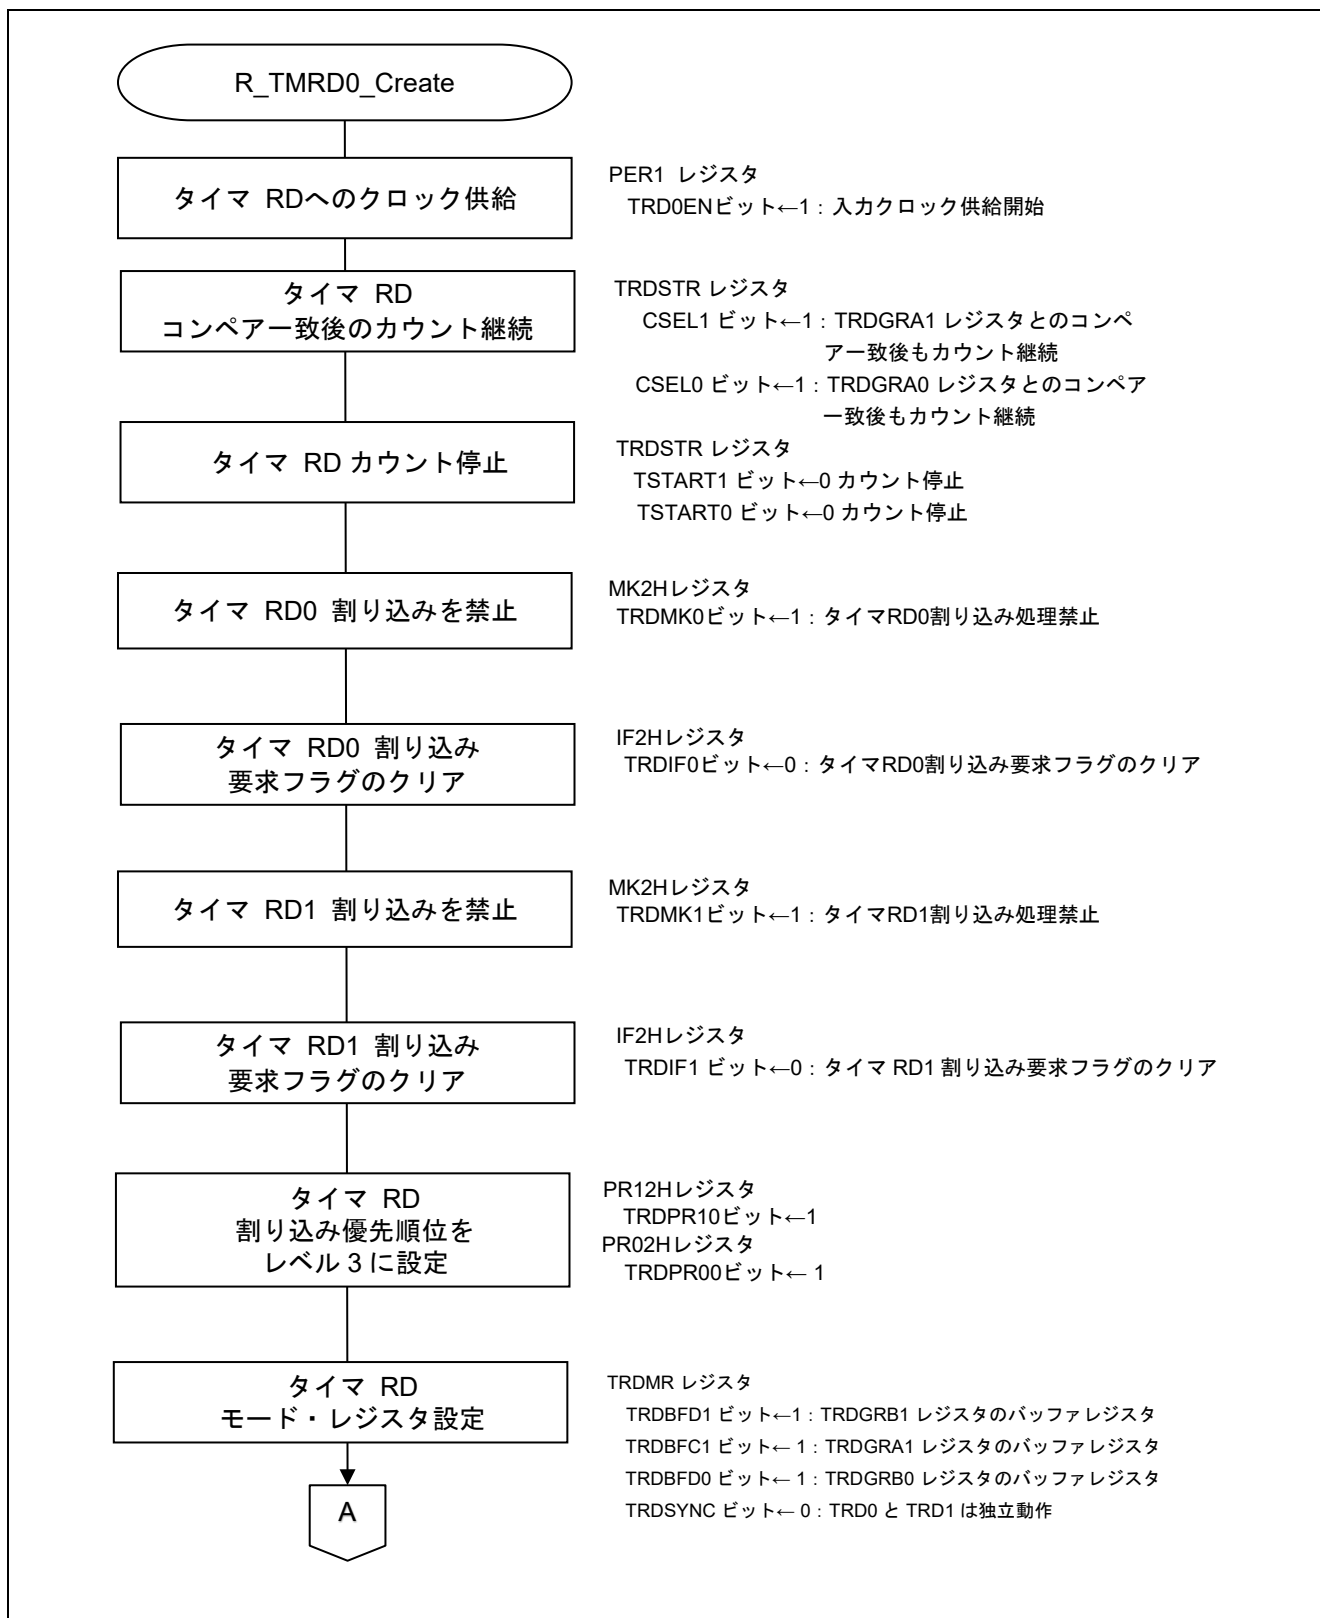 R_TMRD0_Create
タイマ RDへのクロック供給
PER1 レジスタ
TRD0ENビット←1：入力クロック供給開始
タイマ RD
コンペア一致後のカウント継続
TRDSTR レジスタ
CSEL1 ビット←1：TRDGRA1 レジスタとのコンペ
ア一致後もカウント継続
CSEL0 ビット←1：TRDGRA0 レジスタとのコンペア
一致後もカウント継続
タイマ RD カウント停止
TRDSTR レジスタ
TSTART1 ビット←0 カウント停止
TSTART0 ビット←0 カウント停止
タイマ RD0 割り込みを禁止
MK2Hレジスタ
TRDMK0ビット←1：タイマRD0割り込み処理禁止
タイマ RD0 割り込み
要求フラグのクリア
IF2Hレジスタ
TRDIF0ビット←0：タイマRD0割り込み要求フラグのクリア
タイマ RD1 割り込みを禁止
MK2Hレジスタ
TRDMK1ビット←1：タイマRD1割り込み処理禁止
タイマ RD1 割り込み
要求フラグのクリア
IF2Hレジスタ
TRDIF1 ビット←0：タイマ RD1 割り込み要求フラグのクリア
タイマ RD
割り込み優先順位を
レベル 3 に設定
PR12Hレジスタ
TRDPR10ビット←1
PR02Hレジスタ
TRDPR00ビット← 1
タイマ RD
モード・レジスタ設定
TRDMR レジスタ
TRDBFD1 ビット←1：TRDGRB1 レジスタのバッファレジスタ
TRDBFC1 ビット← 1：TRDGRA1 レジスタのバッファレジスタ
TRDBFD0 ビット← 1：TRDGRB0 レジスタのバッファレジスタ
TRDSYNC ビット← 0：TRD0 と TRD1 は独立動作
A